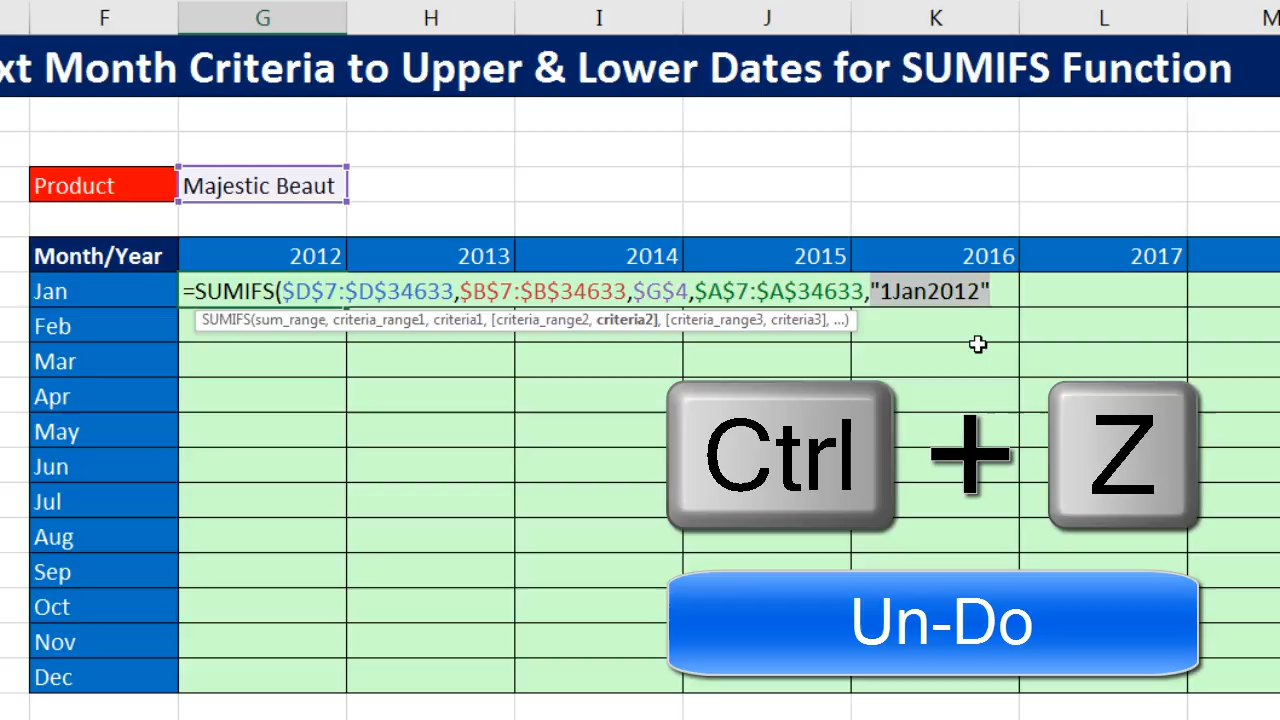 F G H I J K L M
xt Month Criteria to Upper & Lower Dates for SUMIFS Function
Product Majestic Beaut
Month/Year 2012 2013 2014 2015 2016 2017
Jan =SUMIFS($D$7:$D$34633,$B$7:$B$34633,$G$4,$A$7:$A$34633,"1Jan2012"
SUMIFS(sum_range, criteria_range1, criteria1, [criteria_range2, criteria2], [criteria_range3, criteria3], ...)
Feb
Mar
Apr
May
Jun
Jul
Aug
Sep
Oct
Nov
Dec
Ctrl + Z
Un-Do